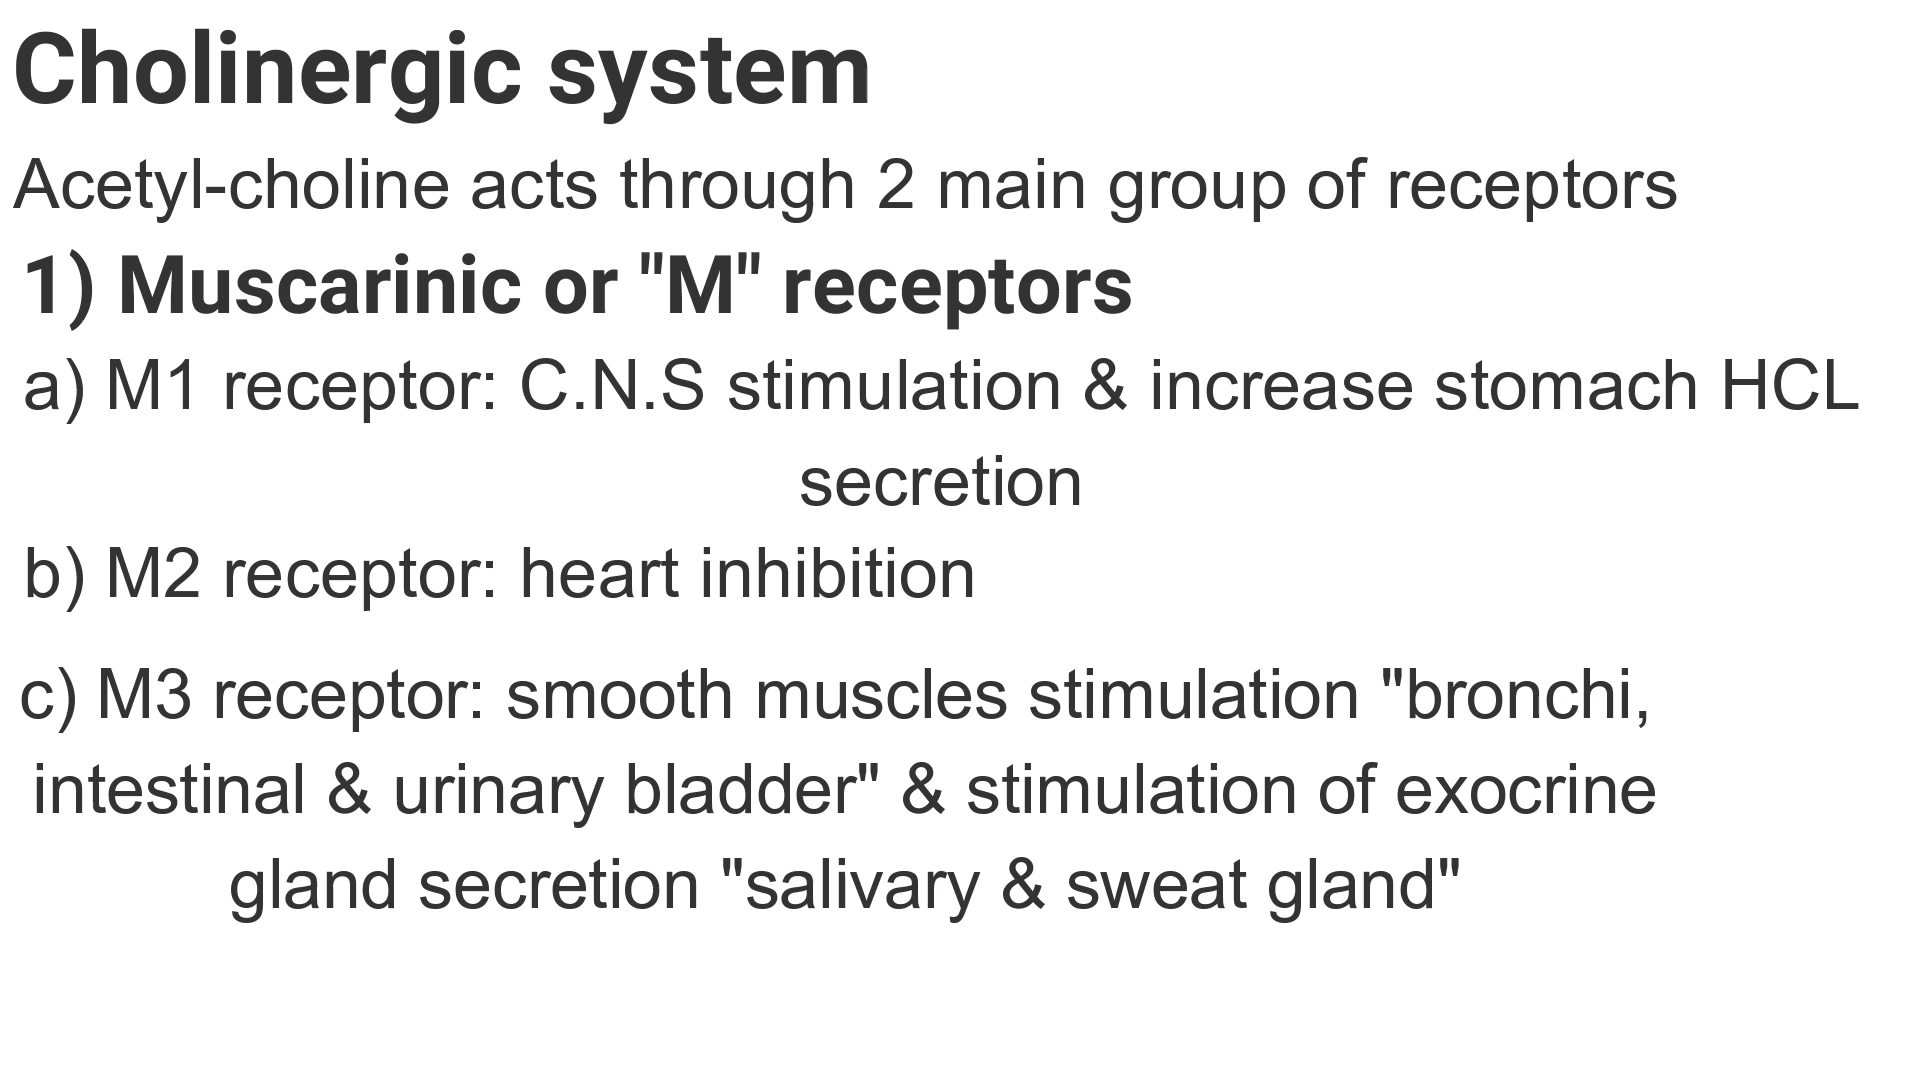 Cholinergic system
Acetyl-choline acts through 2 main group of receptors
1) Muscarinic or "M" receptors
a) M1 receptor: C.N.S stimulation & increase stomach HCL
secretion
b) M2 receptor: heart inhibition
c) M3 receptor: smooth muscles stimulation "bronchi,
intestinal & urinary bladder" & stimulation of exocrine
gland secretion "salivary & sweat gland"